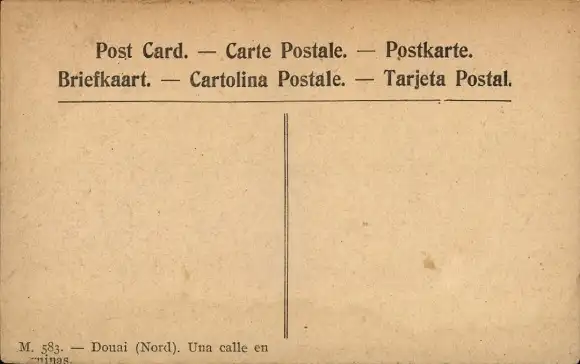 Post Card. — Carte Postale. — Postkarte.
Briefkaart. — Cartolina Postale. — Tarjeta Postal.
M. 583. — Douai (Nord). Una calle en